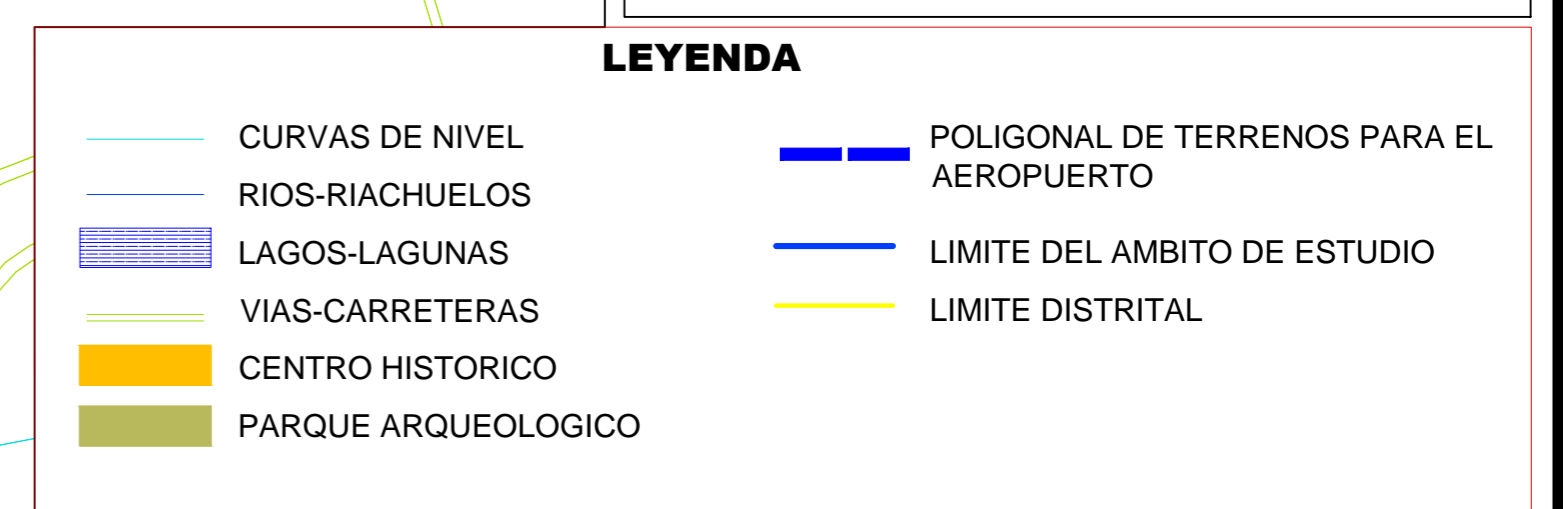 LEYENDA
CURVAS DE NIVEL
RIOS-RIACHUELOS
LAGOS-LAGUNAS
VIAS-CARRETERAS
CENTRO HISTORICO
PARQUE ARQUEOLOGICO
POLIGONAL DE TERRENOS PARA EL
AEROPUERTO
LIMITE DEL AMBITO DE ESTUDIO
LIMITE DISTRITAL